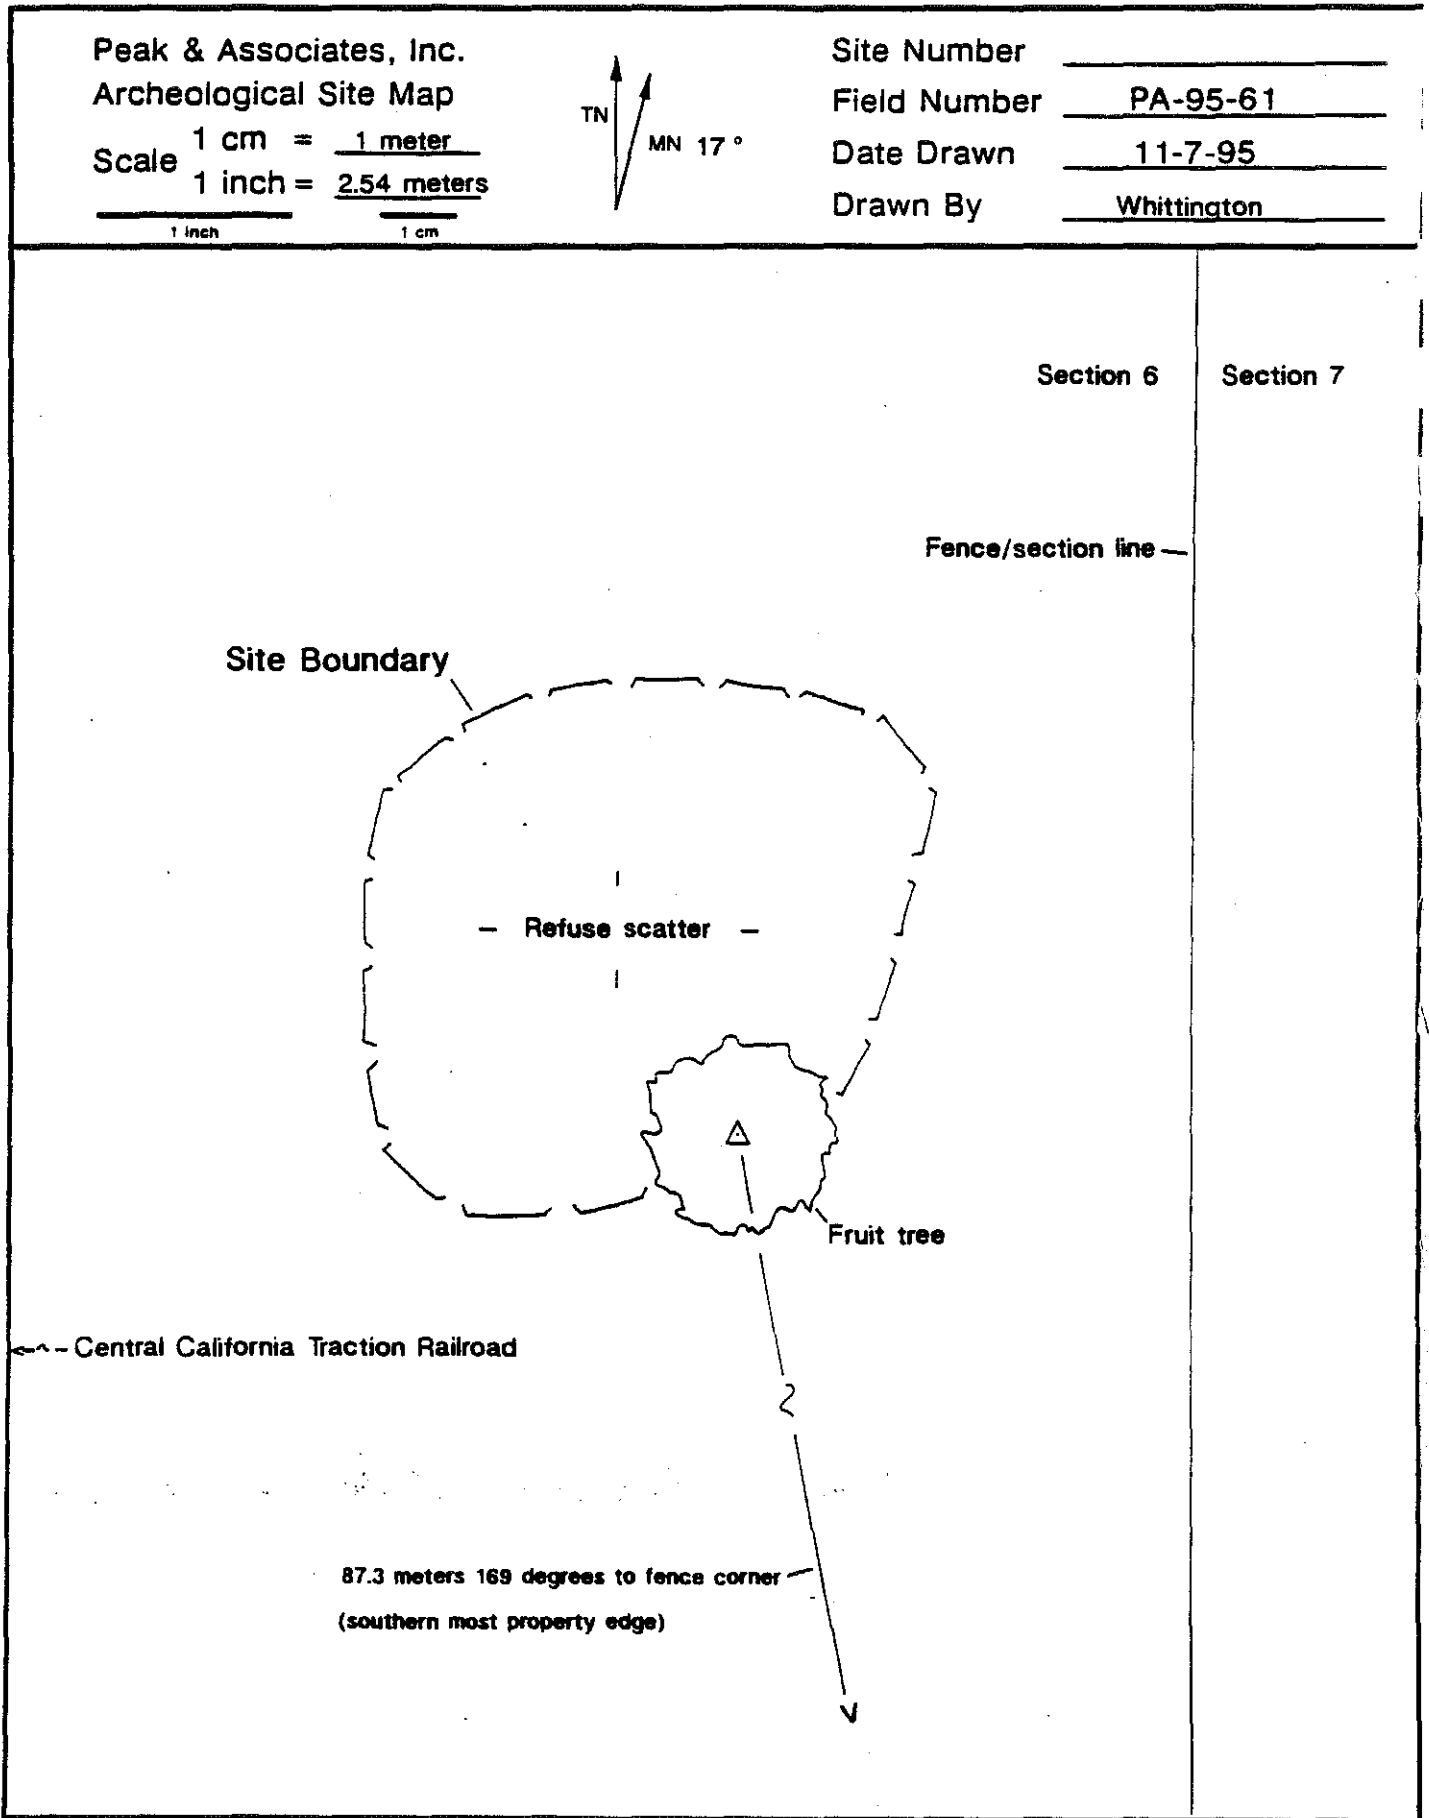 Peak & Associates, Inc.
Archeological Site Map
Scale 1 cm = 1 meter
1 inch = 2.54 meters
1 inch 1 cm
TN
MN 17°
Site Number
Field Number PA-95-61
Date Drawn 11-7-95
Drawn By Whittington
Section 6 Section 7
Fence/section line
Site Boundary
Refuse scatter
Fruit tree
Central California Traction Railroad
87.3 meters 169 degrees to fence corner
(southern most property edge)